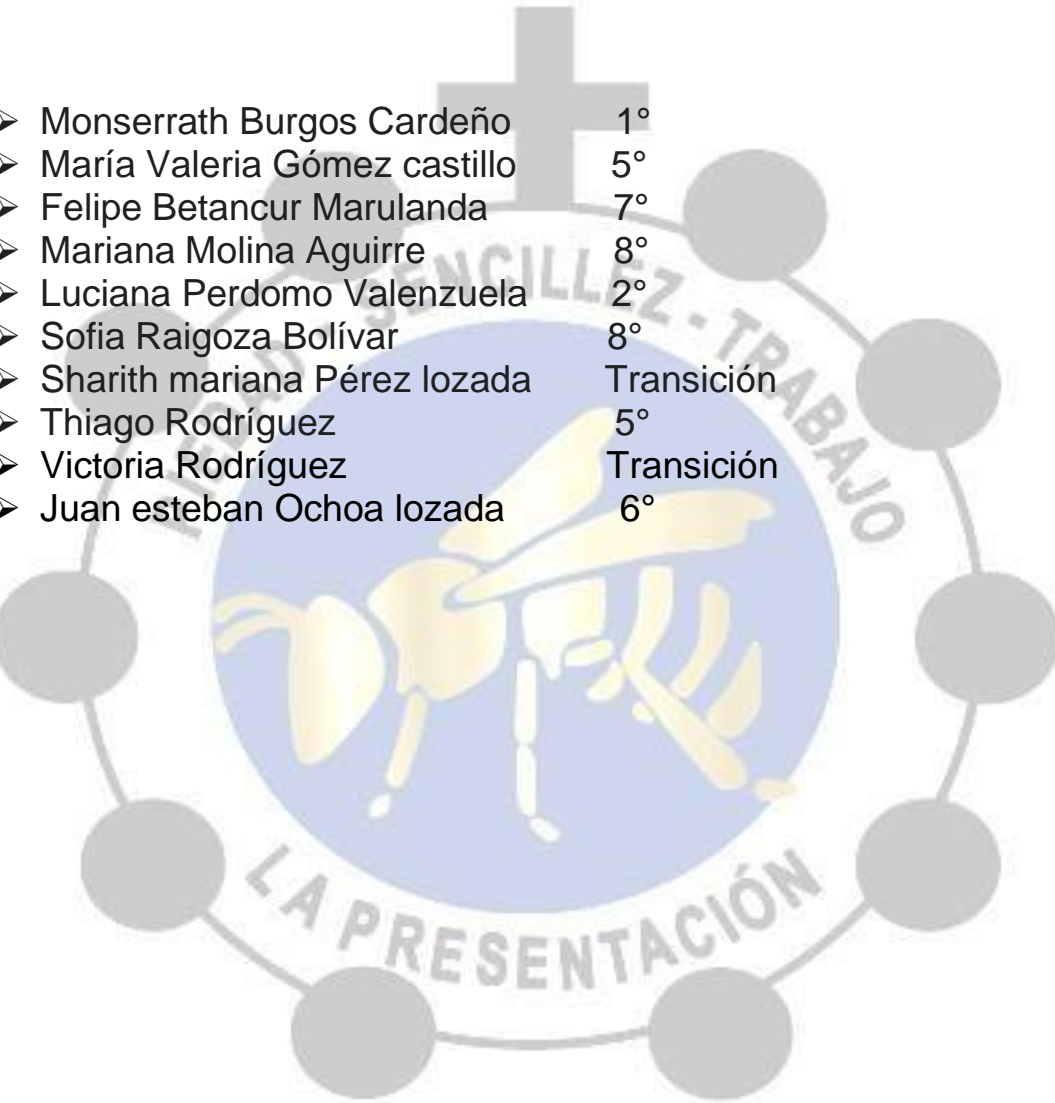 ➢ Monserrath Burgos Cardeño 1°
➢ María Valeria Gómez castillo 5°
➢ Felipe Betancur Marulanda 7°
➢ Mariana Molina Aguirre 8°
➢ Luciana Perdomo Valenzuela 2°
➢ Sofia Raigoza Bolívar 8°
➢ Sharith mariana Pérez lozada Transición
➢ Thiago Rodríguez 5°
➢ Victoria Rodríguez Transición
➢ Juan esteban Ochoa lozada 6°
PIEDAD - SENCILLEZ - TRABAJO
LA PRESENTACIÓN